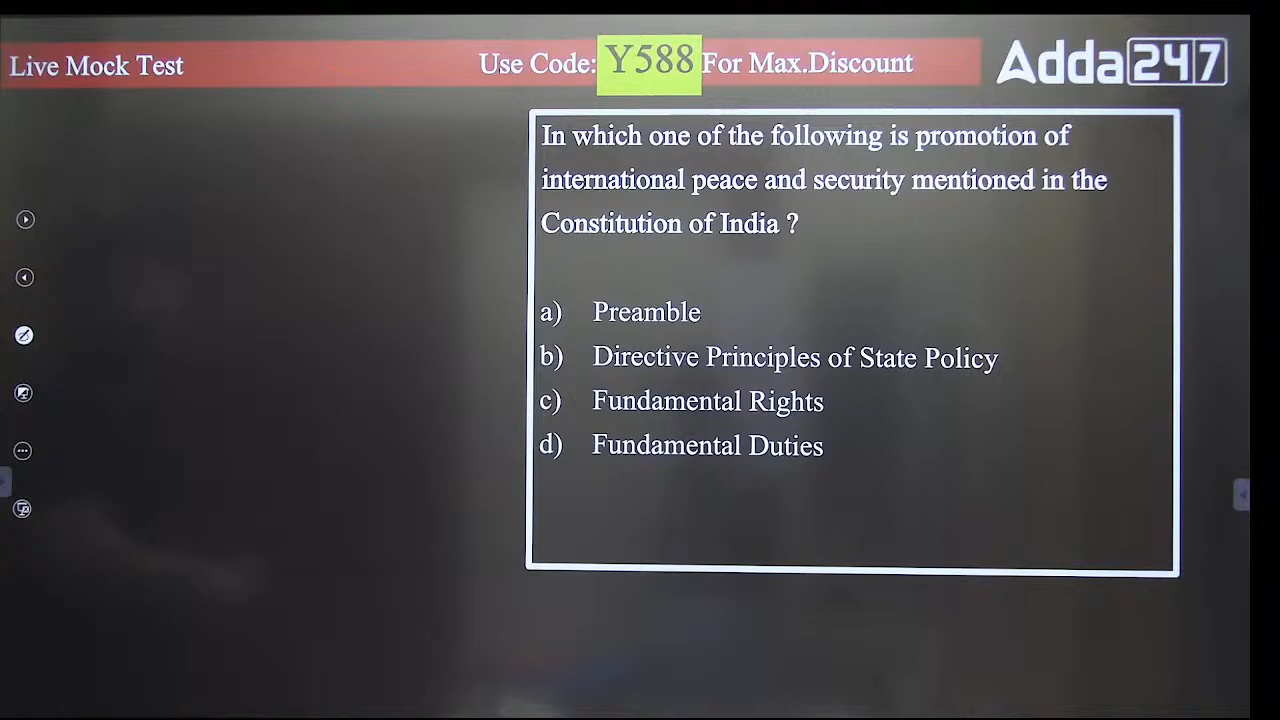 Live Mock Test
Use Code: Y588 For Max.Discount
Adda247
In which one of the following is promotion of
international peace and security mentioned in the
Constitution of India ?
a) Preamble
b) Directive Principles of State Policy
c) Fundamental Rights
d) Fundamental Duties